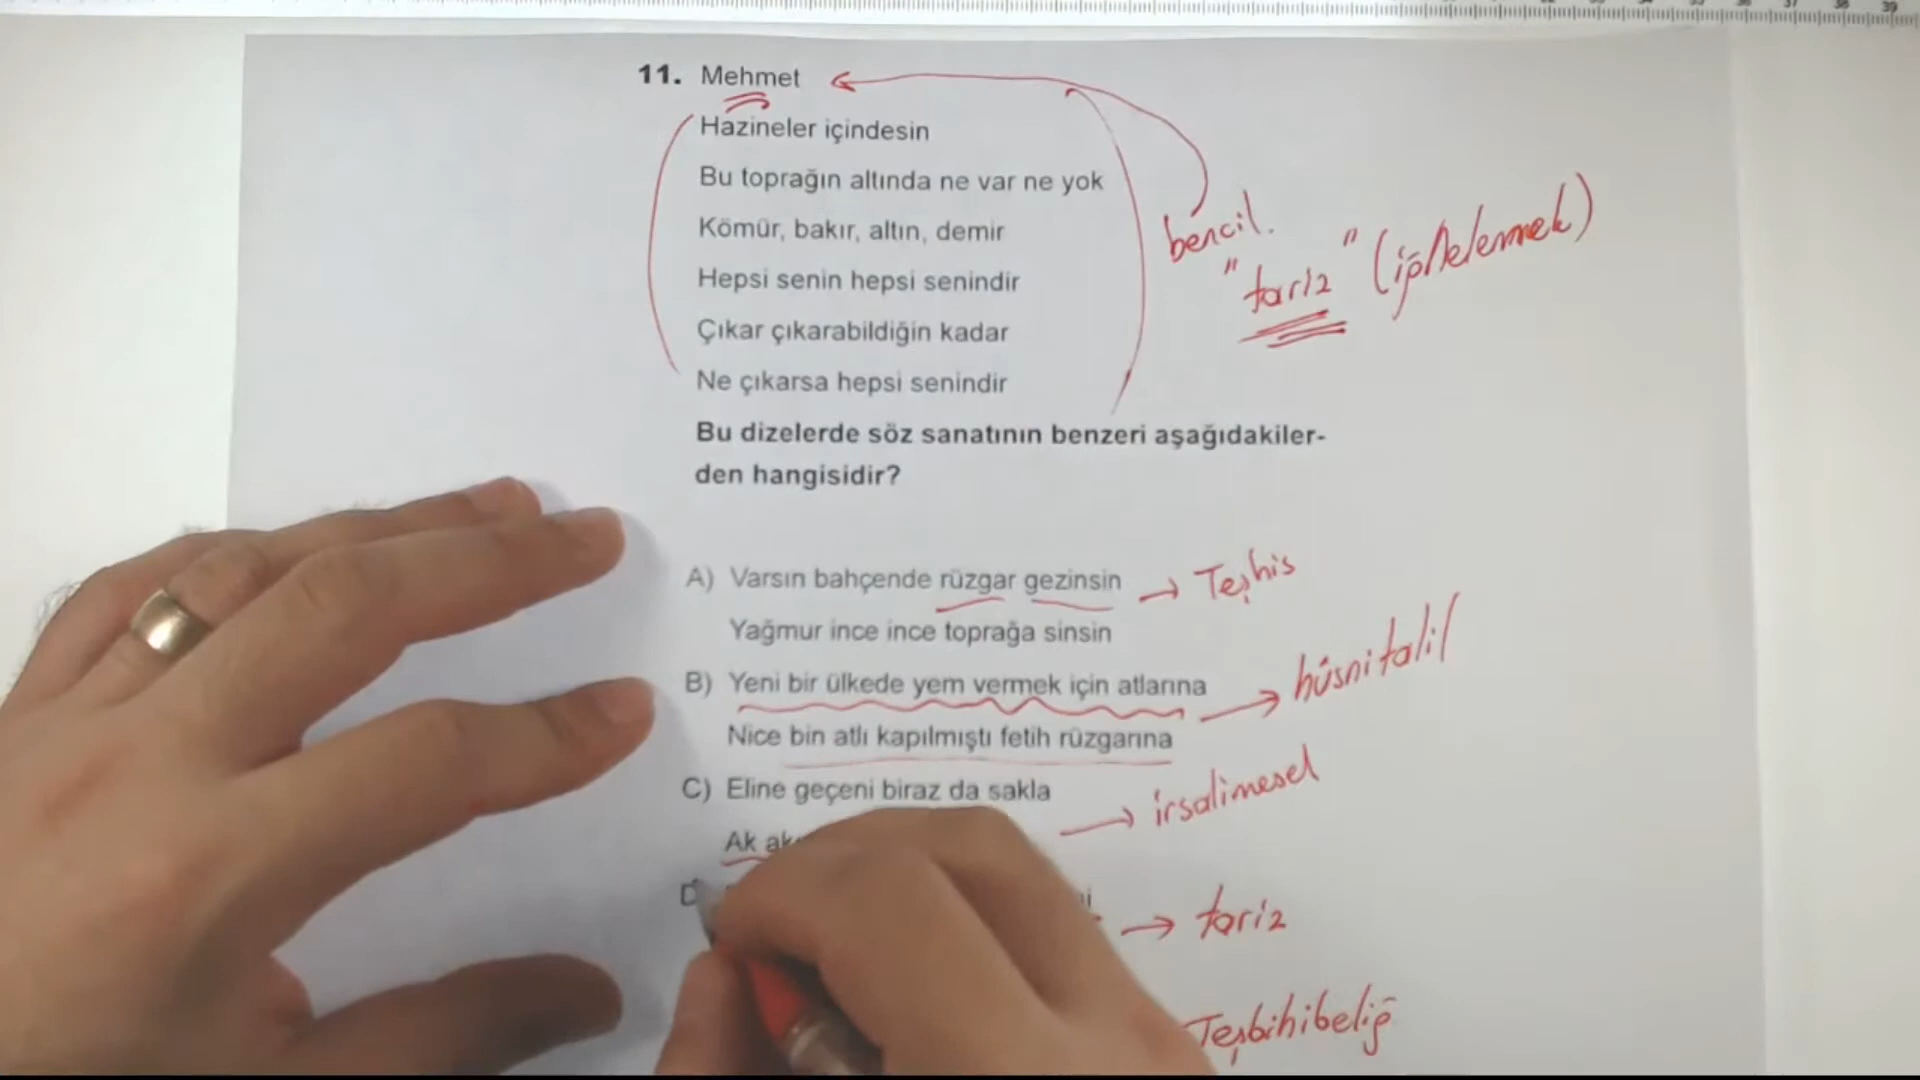 11. Mehmet
Hazineler içindesin
Bu toprağın altında ne var ne yok
Kömür, bakır, altın, demir
Hepsi senin hepsi senindir
Çıkar çıkarabildiğin kadar
Ne çıkarsa hepsi senindir
bencil.
"tariz" (iğnelemek)
Bu dizelerde söz sanatının benzeri aşağıdakiler-
den hangisidir?
A) Varsın bahçende rüzgar gezinsin → Teşhis
Yağmur ince ince toprağa sinsin
B) Yeni bir ülkede yem vermek için atlarına → hüsnitalil
Nice bin atlı kapılmıştı fetih rüzgarına
C) Eline geçeni biraz da sakla → irsalimesel
Ak
D → tariz
Teşbihibeliğ